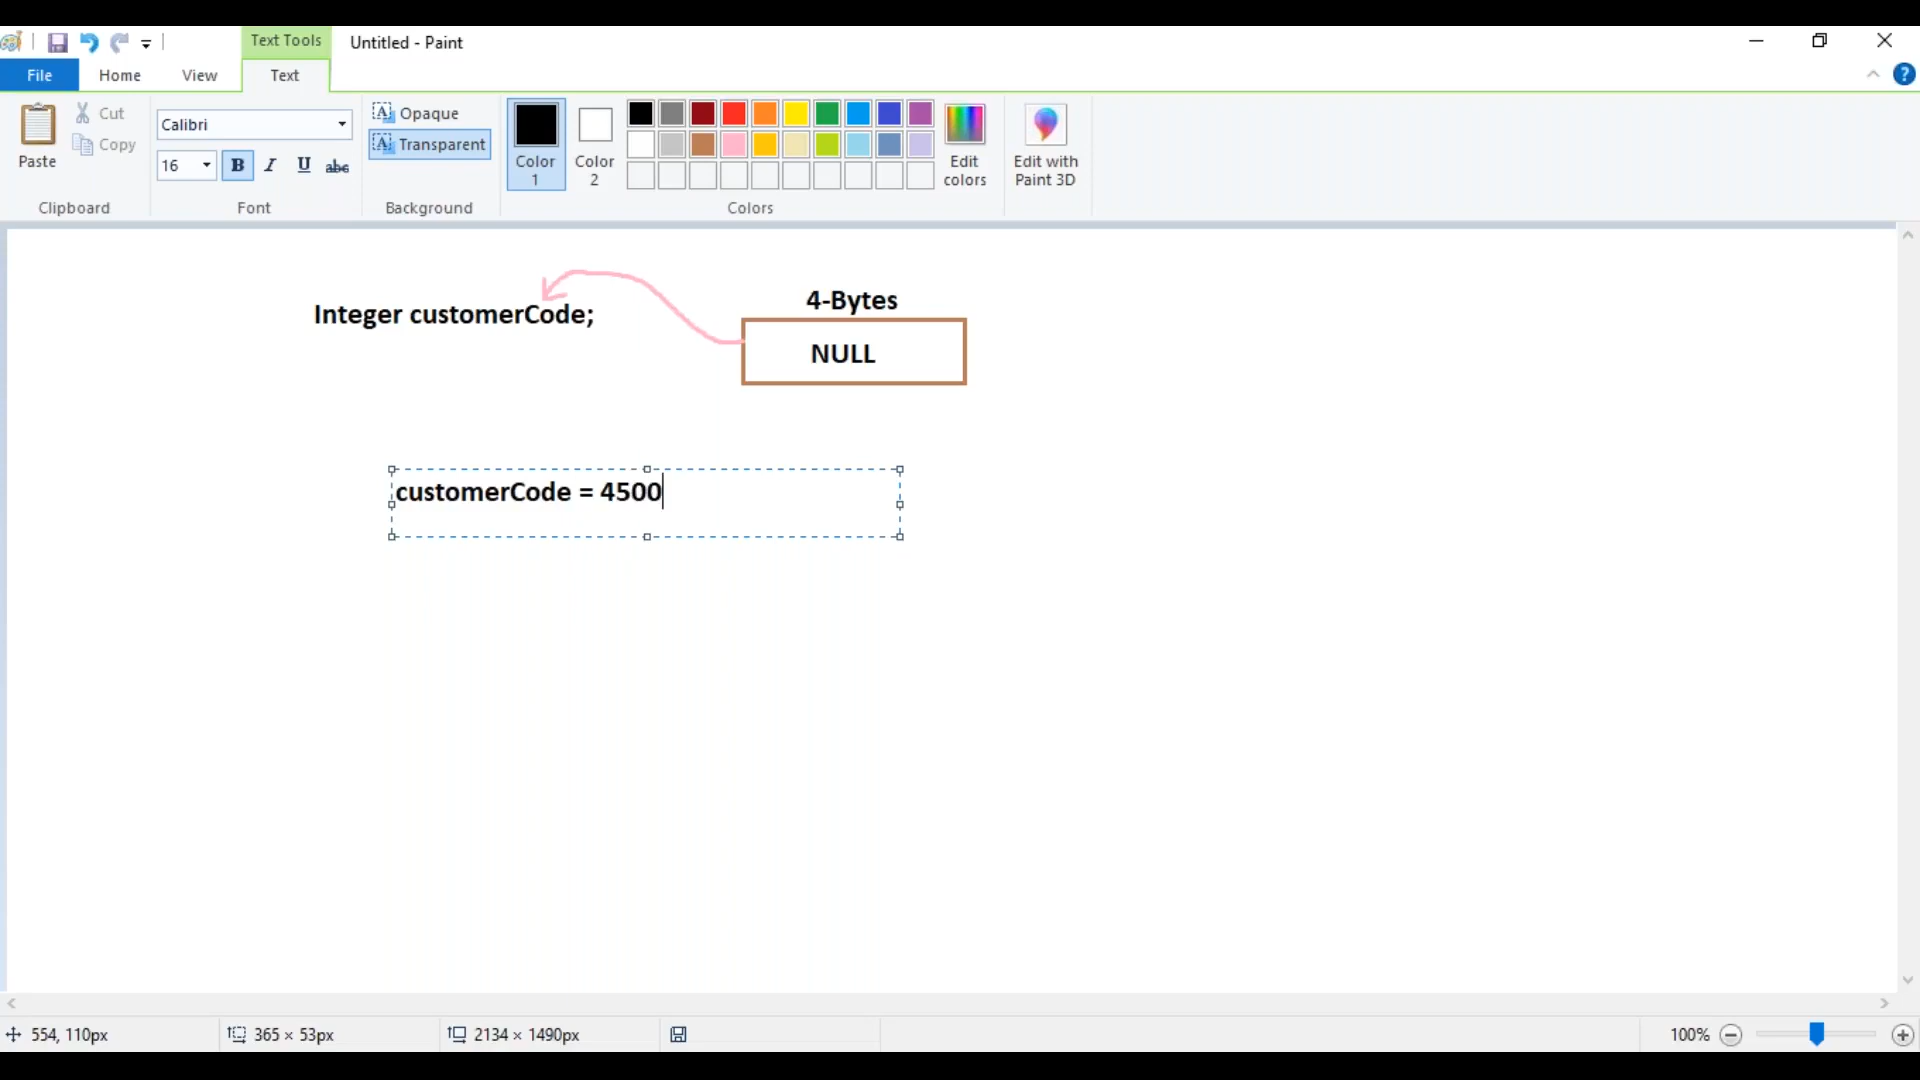 Text Tools
Untitled - Paint
File
Home
View
Text
?
Paste
Cut
Copy
Clipboard
Calibri
16
B
I
U
abc
Font
Opaque
Transparent
Background
Color
1
Color
2
Edit
colors
Colors
Edit with
Paint 3D
Integer customerCode;
4-Bytes
NULL
customerCode = 4500
554, 110px
365 × 53px
2134 × 1490px
100%